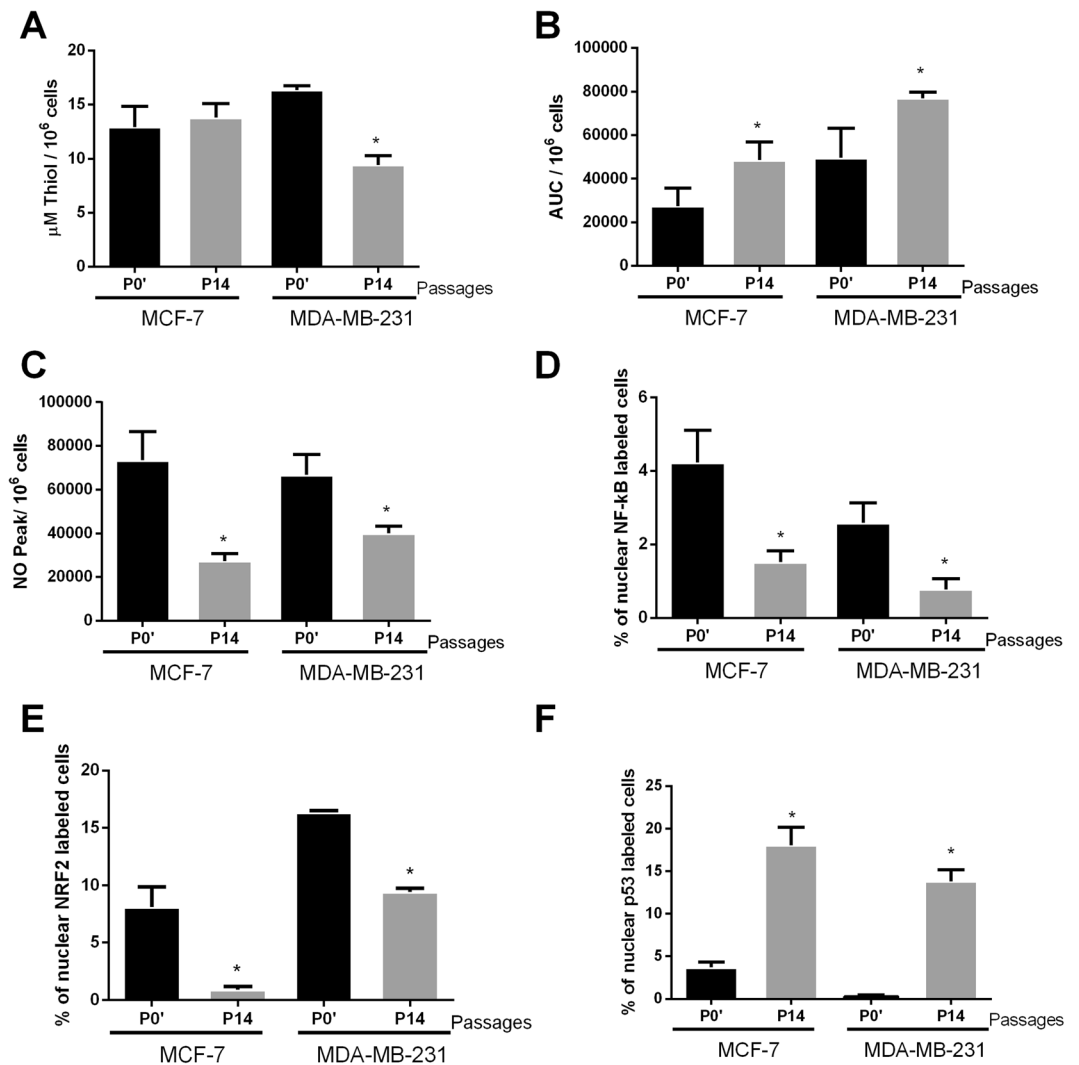 A
µM Thiol / 10⁶ cells
20
15
10
5
0
*
P0' P14 P0' P14 Passages
MCF-7 MDA-MB-231
B
AUC / 10⁶ cells
100000
80000
60000
40000
20000
0
* *
P0' P14 P0' P14 Passages
MCF-7 MDA-MB-231
C
NO Peak/ 10⁶ cells
100000
80000
60000
40000
20000
0
* *
P0' P14 P0' P14 Passages
MCF-7 MDA-MB-231
D
% of nuclear NF-kB labeled cells
6
4
2
0
* *
P0' P14 P0' P14 Passages
MCF-7 MDA-MB-231
E
% of nuclear NRF2 labeled cells
20
15
10
5
0
* *
P0' P14 P0' P14 Passages
MCF-7 MDA-MB-231
F
% of nuclear p53 labeled cells
25
20
15
10
5
0
* *
P0' P14 P0' P14 Passages
MCF-7 MDA-MB-231